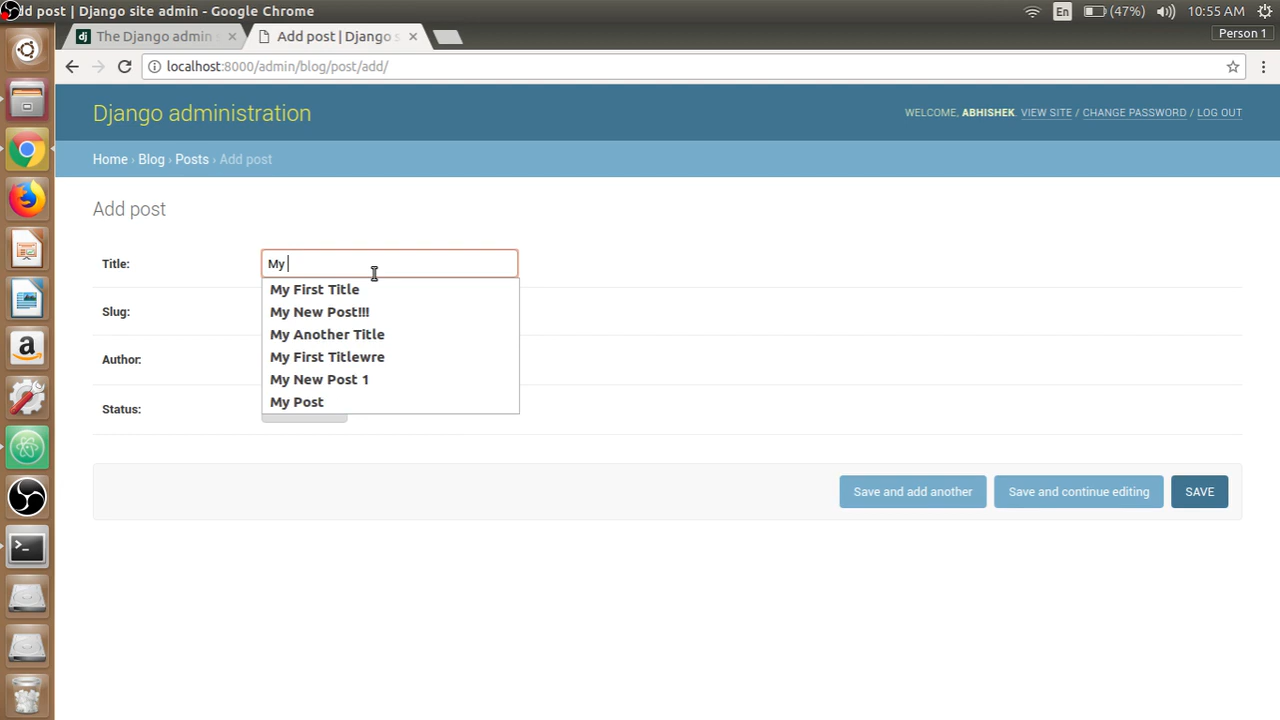 dd post | Django site admin - Google Chrome
En (47%) 10:55 AM
The Django admin Add post | Django s Person 1
localhost:8000/admin/blog/post/add/
Django administration
WELCOME, ABHISHEK. VIEW SITE / CHANGE PASSWORD / LOG OUT
Home › Blog › Posts › Add post
Add post
Title: My
My First Title
My New Post!!!
Slug:
My Another Title
My First Titlewre
Author:
My New Post 1
My Post
Status:
Save and add another Save and continue editing SAVE